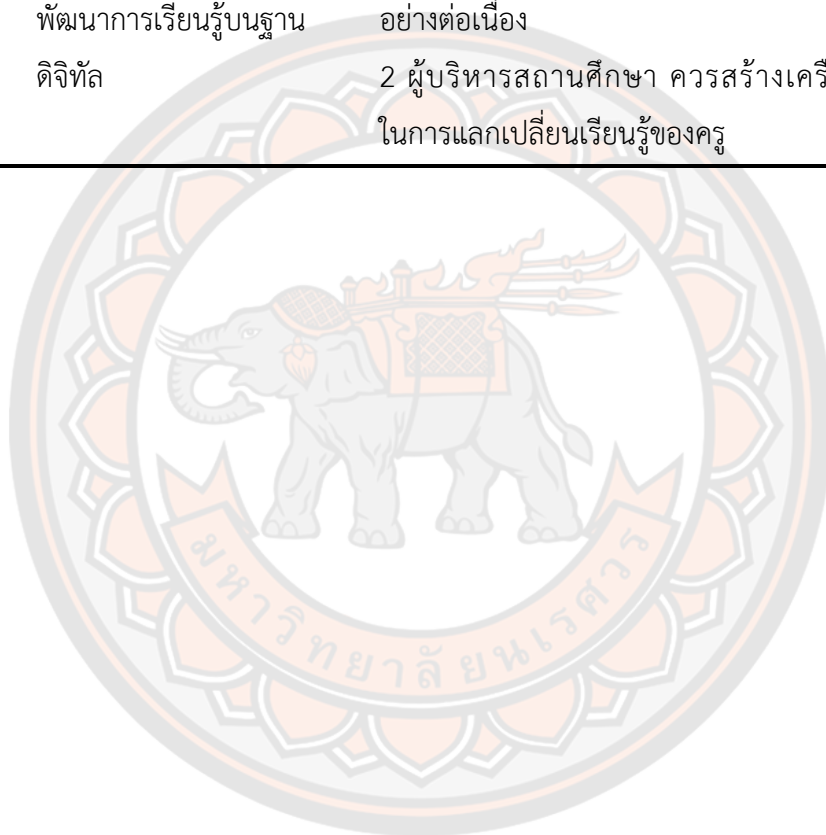 พัฒนาการเรียนรู้บนฐาน อย่างต่อเนื่อง
ดิจิทัล 2 ผู้บริหารสถานศึกษา ควรสร้างเครื
ในการแลกเปลี่ยนเรียนรู้ของครู
มหาวิทยาลัยนเรศวร